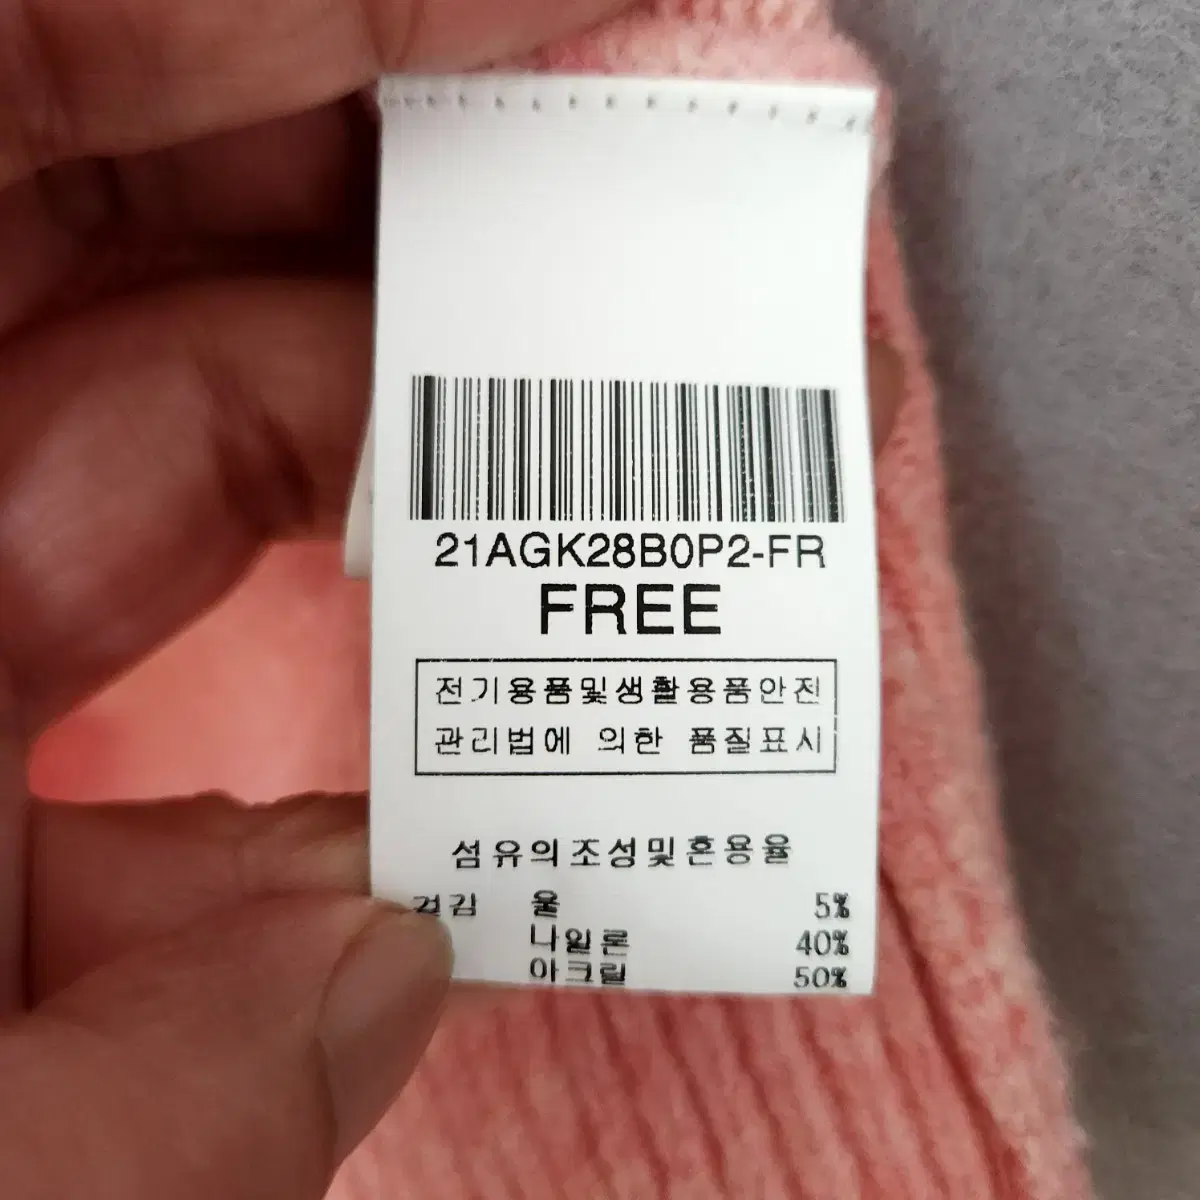 21AGK28B0P2-FR
FREE
전기용품및생활용품안전
관리법에 의한 품질표시
섬유의조성및혼용율
겉감 울 5%
나일론 40%
아크릴 50%